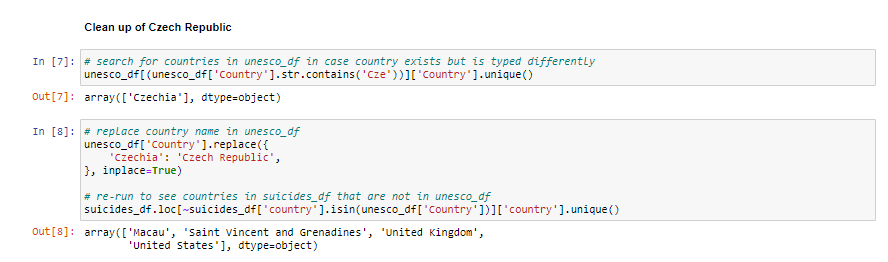 Clean up of Czech Republic
In [7]: # search for countries in unesco_df in case country exists but is typed differently
unesco_df[(unesco_df['Country'].str.contains('Cze'))]['Country'].unique()
Out[7]: array(['Czechia'], dtype=object)
In [8]: # replace country name in unesco_df
unesco_df['Country'].replace({
    'Czechia': 'Czech Republic',
}, inplace=True)
# re-run to see countries in suicides_df that are not in unesco_df
suicides_df.loc[~suicides_df['country'].isin(unesco_df['Country'])]['country'].unique()
Out[8]: array(['Macau', 'Saint Vincent and Grenadines', 'United Kingdom',
       'United States'], dtype=object)